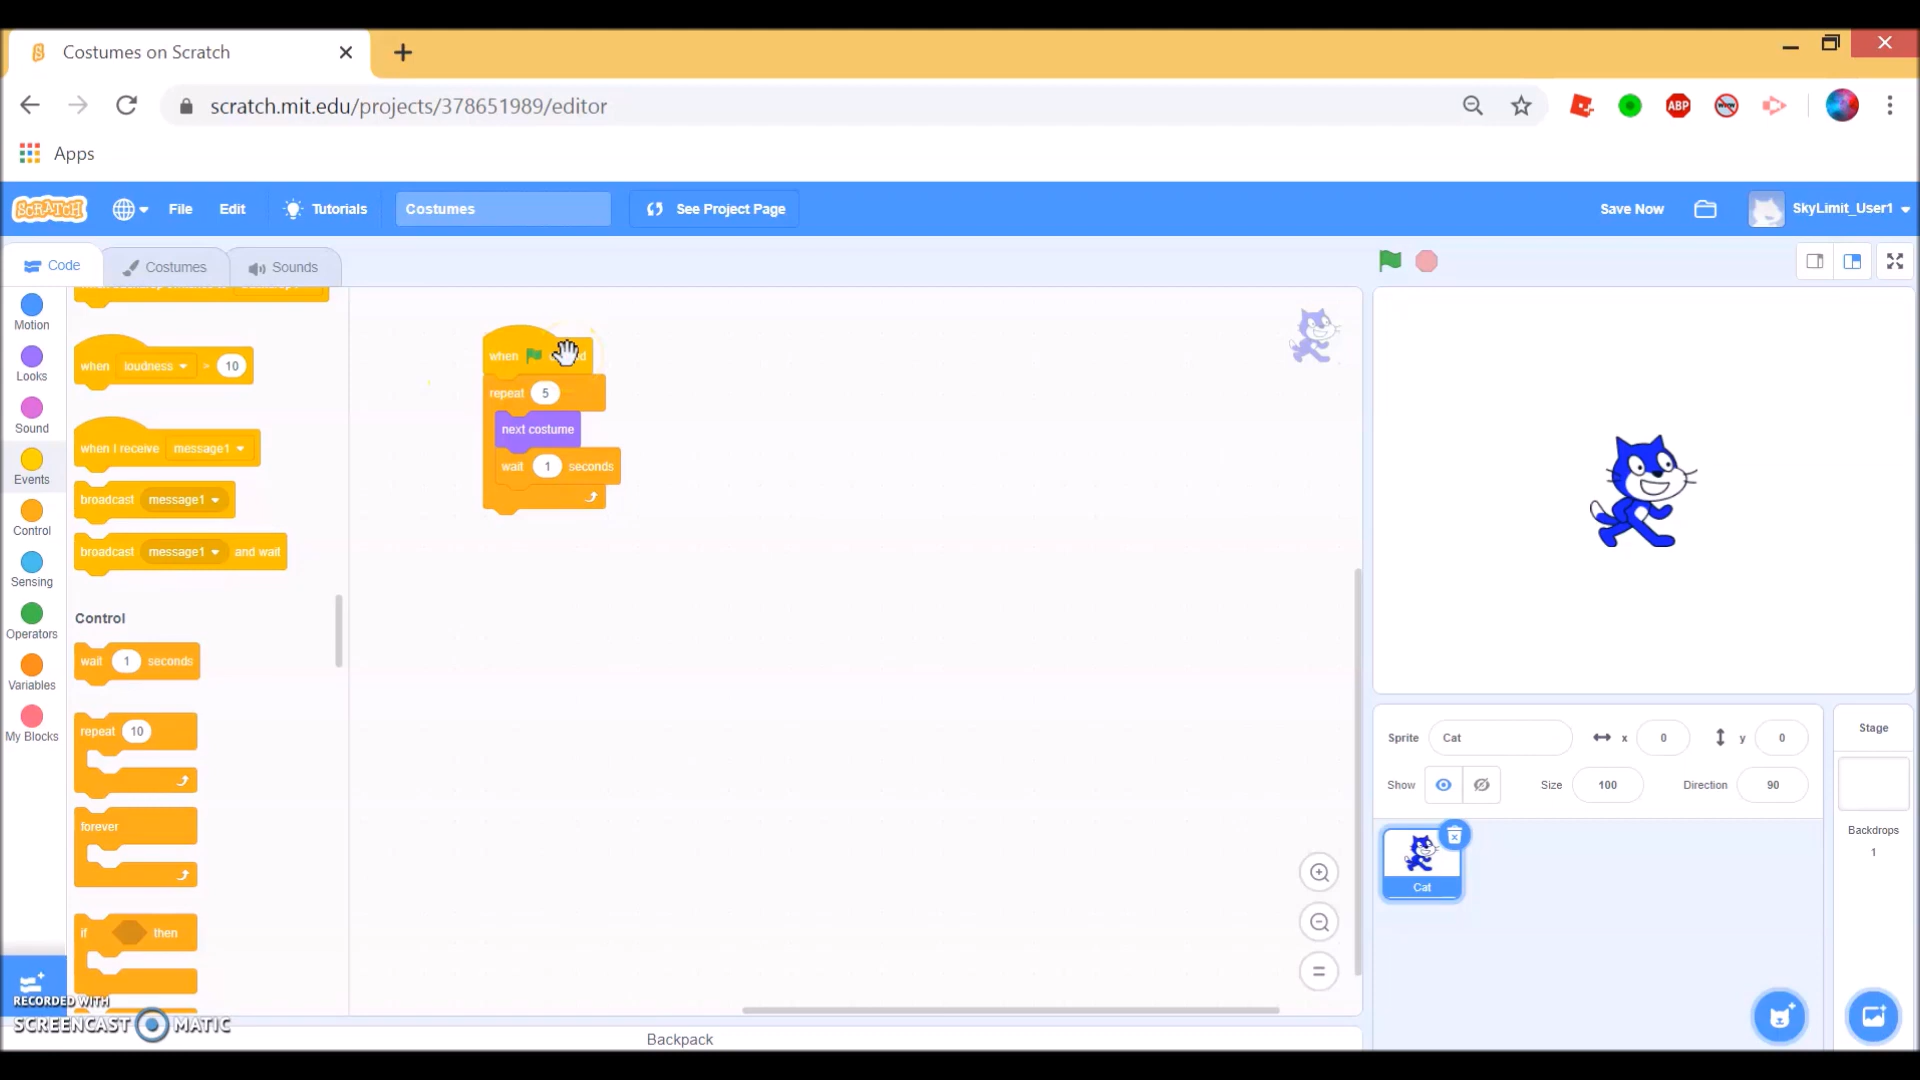 Costumes on Scratch
scratch.mit.edu/projects/378651989/editor
ABP
Apps
SCRATCH
File
Edit
Tutorials
Costumes
See Project Page
Save Now
SkyLimit_User1
Code
Costumes
Sounds
Motion
Looks
Sound
Events
Control
Sensing
Operators
Variables
My Blocks
when loudness > 10
when I receive message1
broadcast message1
broadcast message1 and wait
Control
wait 1 seconds
repeat 10
forever
if then
when
repeat 5
next costume
wait 1 seconds
Sprite Cat x 0 y 0
Show Size 100 Direction 90
Cat
Stage
Backdrops
1
Backpack
RECORDED WITH
SCREENCAST MATIC